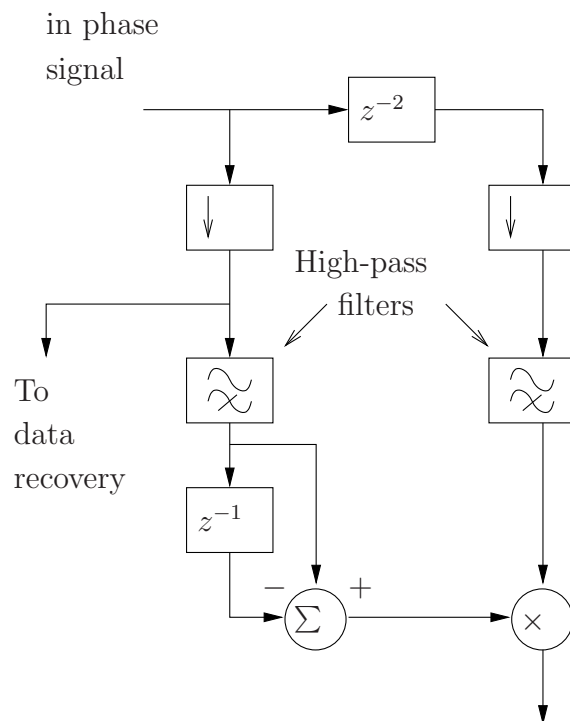 in phase
signal
z⁻²
↓
↓
High-pass
filters
To
data
recovery
z⁻¹
− +
Σ
×